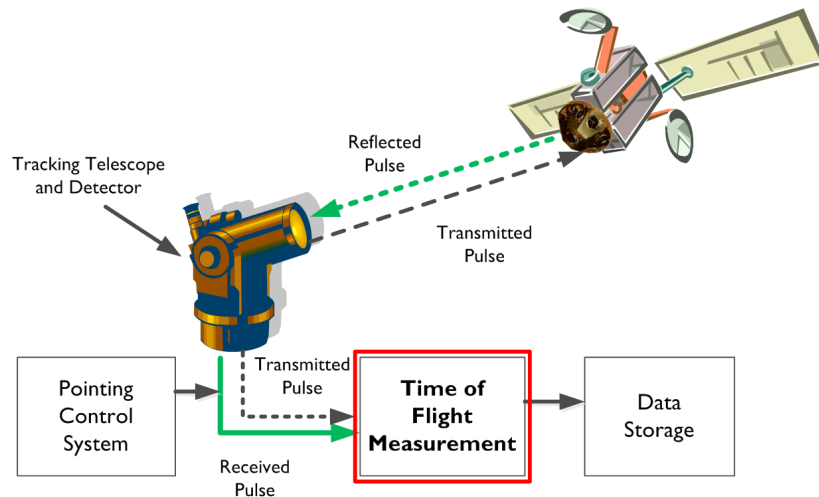 Reflected
Pulse
Tracking Telescope
and Detector
Transmitted
Pulse
Transmitted
Pulse
Pointing
Control
System
Time of
Flight
Measurement
Data
Storage
Received
Pulse